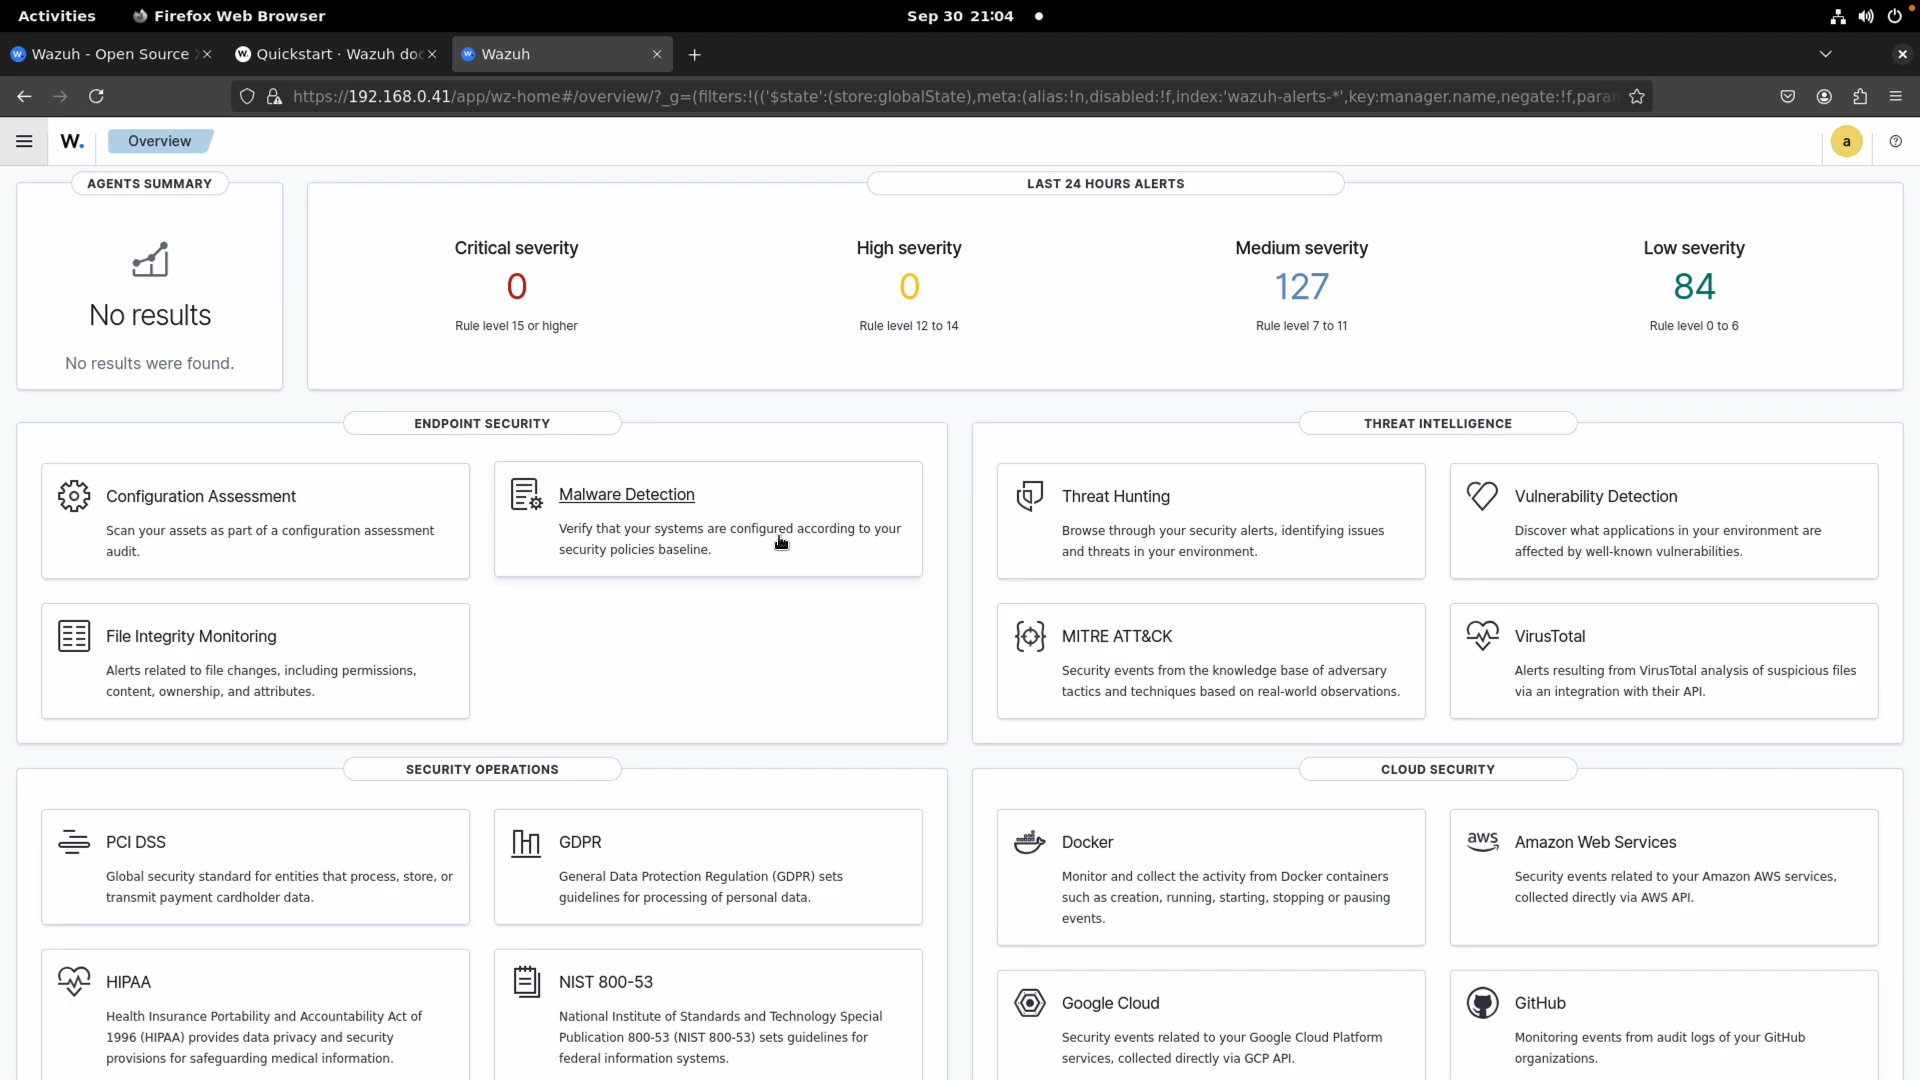 Activities
Firefox Web Browser
Sep 30 21:04
Wazuh - Open Source
Quickstart · Wazuh do
Wazuh
https://192.168.0.41/app/wz-home#/overview/?_g=(filters:!(('$state':(store:globalState),meta:(alias:!n,disabled:!f,index:'wazuh-alerts-*',key:manager.name,negate:!f,param
W.
Overview
a
AGENTS SUMMARY
No results
No results were found.
LAST 24 HOURS ALERTS
Critical severity
0
Rule level 15 or higher
High severity
0
Rule level 12 to 14
Medium severity
127
Rule level 7 to 11
Low severity
84
Rule level 0 to 6
ENDPOINT SECURITY
Configuration Assessment
Scan your assets as part of a configuration assessment
audit.
Malware Detection
Verify that your systems are configured according to your
security policies baseline.
File Integrity Monitoring
Alerts related to file changes, including permissions,
content, ownership, and attributes.
THREAT INTELLIGENCE
Threat Hunting
Browse through your security alerts, identifying issues
and threats in your environment.
Vulnerability Detection
Discover what applications in your environment are
affected by well-known vulnerabilities.
MITRE ATT&CK
Security events from the knowledge base of adversary
tactics and techniques based on real-world observations.
VirusTotal
Alerts resulting from VirusTotal analysis of suspicious files
via an integration with their API.
SECURITY OPERATIONS
PCI DSS
Global security standard for entities that process, store, or
transmit payment cardholder data.
GDPR
General Data Protection Regulation (GDPR) sets
guidelines for processing of personal data.
HIPAA
Health Insurance Portability and Accountability Act of
1996 (HIPAA) provides data privacy and security
provisions for safeguarding medical information.
NIST 800-53
National Institute of Standards and Technology Special
Publication 800-53 (NIST 800-53) sets guidelines for
federal information systems.
CLOUD SECURITY
Docker
Monitor and collect the activity from Docker containers
such as creation, running, starting, stopping or pausing
events.
aws
Amazon Web Services
Security events related to your Amazon AWS services,
collected directly via AWS API.
Google Cloud
Security events related to your Google Cloud Platform
services, collected directly via GCP API.
GitHub
Monitoring events from audit logs of your GitHub
organizations.